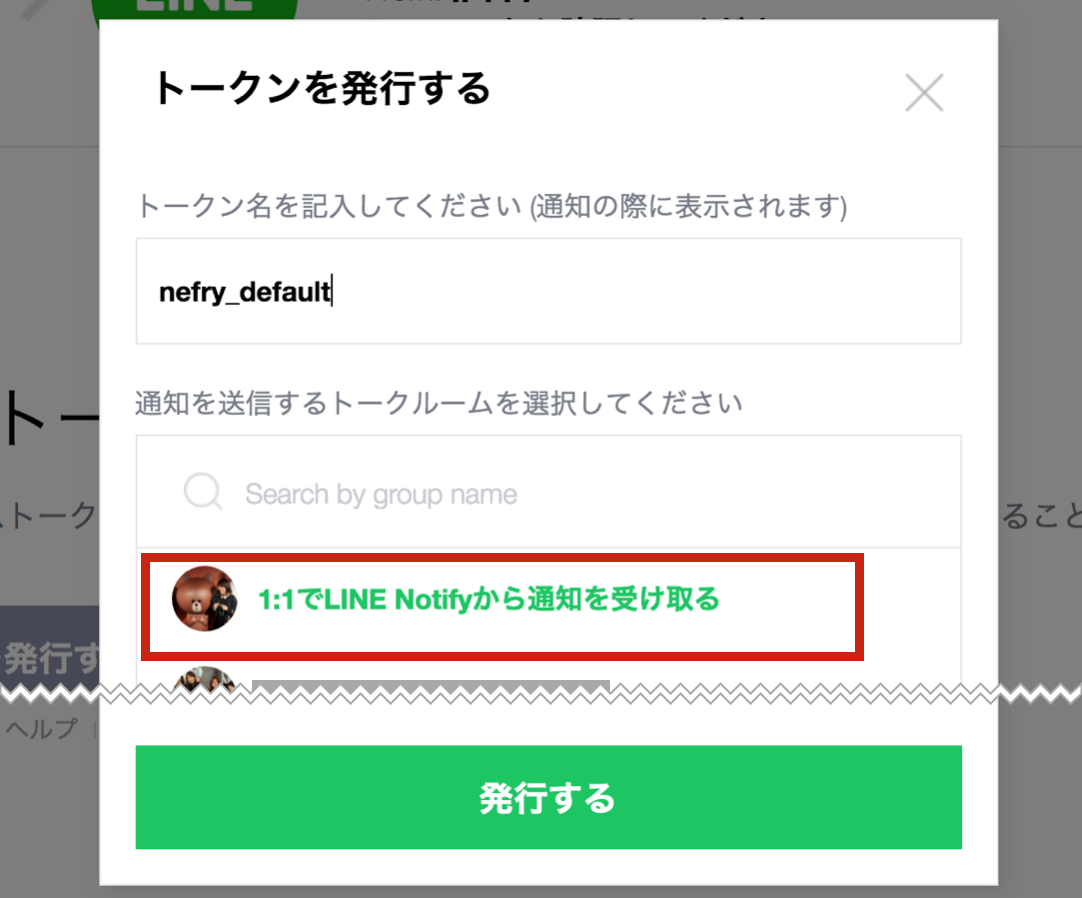 LINE
トークンを発行する
トークン名を記入してください (通知の際に表示されます)
nefry_default
通知を送信するトークルームを選択してください
トー
トーク
ること
Search by group name
1:1でLINE Notifyから通知を受け取る
発行す
ヘルプ
発行する